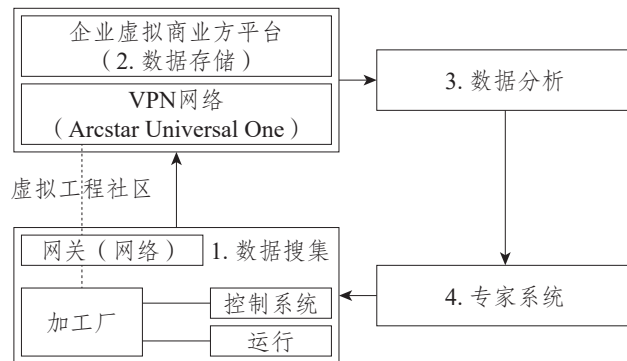 企业虚拟商业方平台
（2. 数据存储）
VPN网络
（Arcstar Universal One）
3. 数据分析
虚拟工程社区
网关（网络）
1. 数据搜集
加工厂
控制系统
运行
4. 专家系统